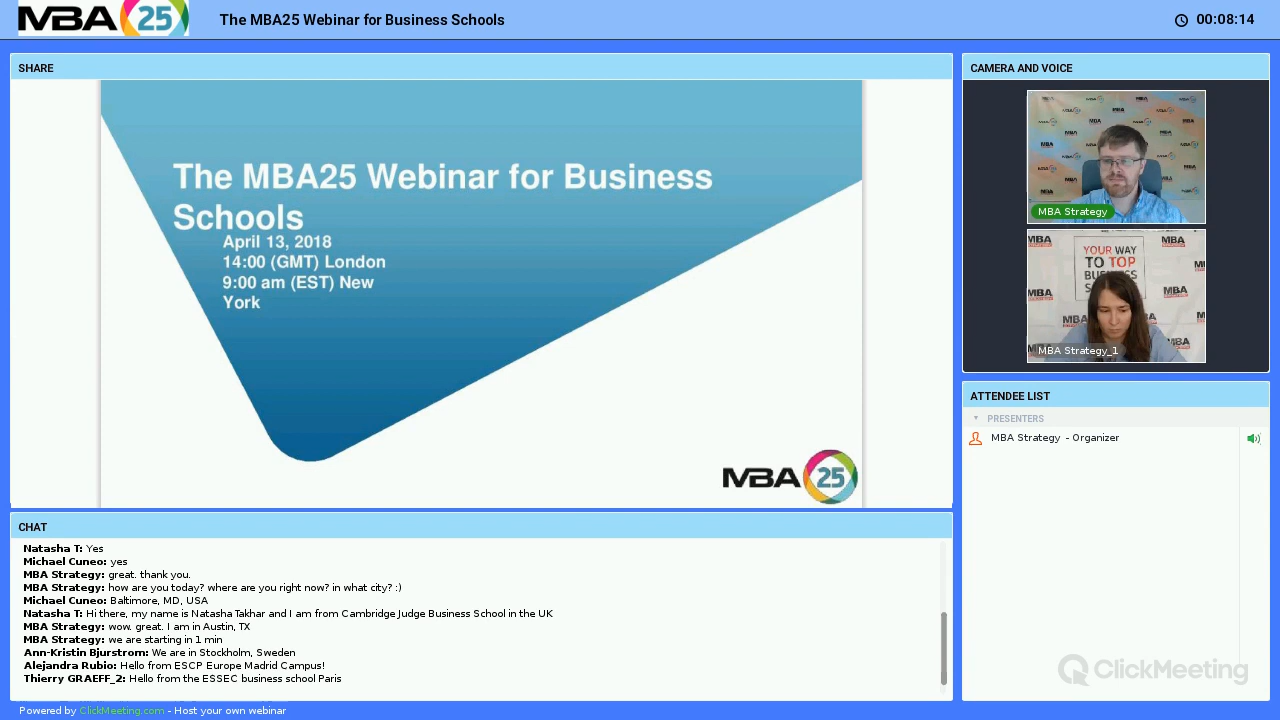 MBA 25
The MBA25 Webinar for Business Schools
00:08:14
SHARE
The MBA25 Webinar for Business
Schools
April 13, 2018
14:00 (GMT) London
9:00 am (EST) New
York
MBA 25
CAMERA AND VOICE
MBA Strategy
YOUR WAY
TO TOP
MBA Strategy_1
ATTENDEE LIST
PRESENTERS
MBA Strategy - Organizer
ClickMeeting
CHAT
Natasha T: Yes
Michael Cuneo: yes
MBA Strategy: great. thank you.
MBA Strategy: how are you today? where are you right now? in what city? :)
Michael Cuneo: Baltimore, MD, USA
Natasha T: Hi there, my name is Natasha Takhar and I am from Cambridge Judge Business School in the UK
MBA Strategy: wow. great. I am in Austin, TX
MBA Strategy: we are starting in 1 min
Ann-Kristin Bjurstrom: We are in Stockholm, Sweden
Alejandra Rubio: Hello from ESCP Europe Madrid Campus!
Thierry GRAEFF_2: Hello from the ESSEC business school Paris
Powered by ClickMeeting.com - Host your own webinar